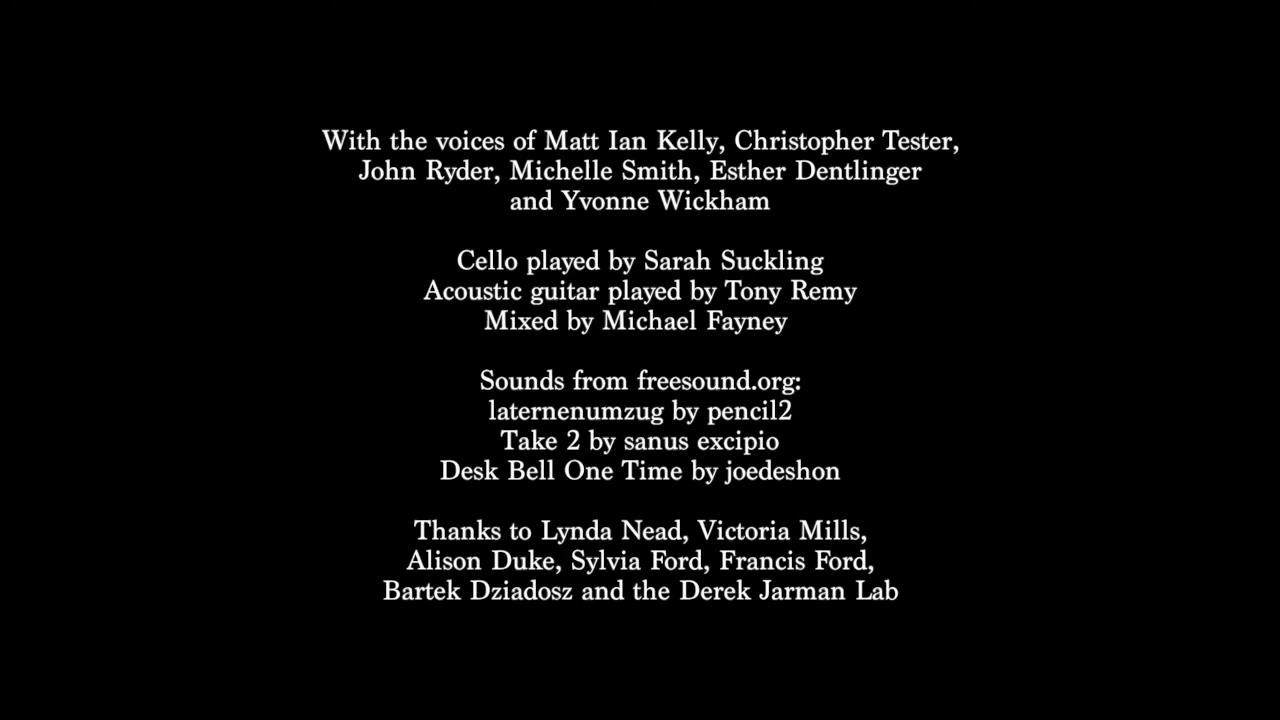 With the voices of Matt Ian Kelly, Christopher Tester,
John Ryder, Michelle Smith, Esther Dentlinger
and Yvonne Wickham
Cello played by Sarah Suckling
Acoustic guitar played by Tony Remy
Mixed by Michael Fayney
Sounds from freesound.org:
laternenumzug by pencil2
Take 2 by sanus excipio
Desk Bell One Time by joedeshon
Thanks to Lynda Nead, Victoria Mills,
Alison Duke, Sylvia Ford, Francis Ford,
Bartek Dziadosz and the Derek Jarman Lab